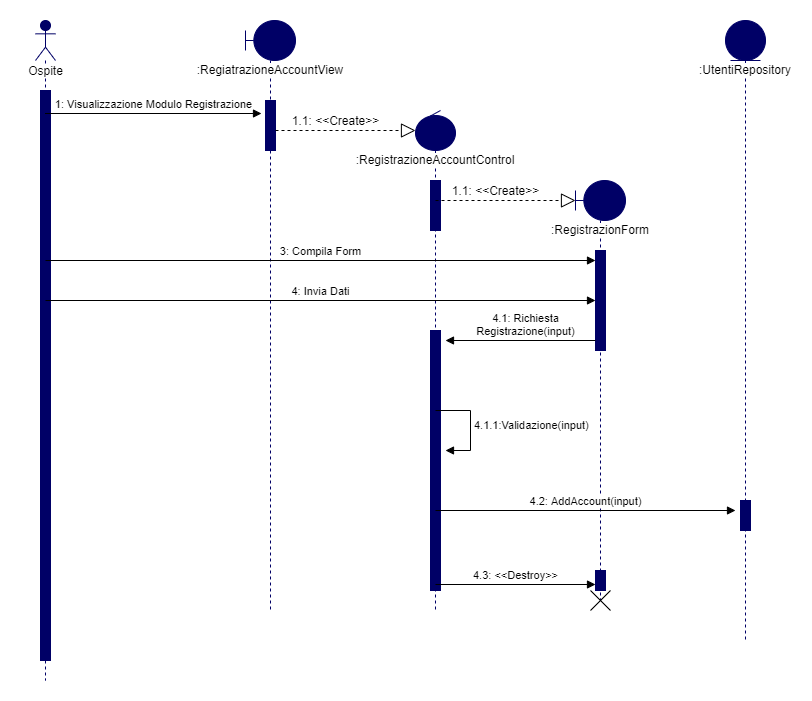 Ospite
:RegiatrazioneAccountView
:UtentiRepository
1: Visualizzazione Modulo Registrazione
1.1: <<Create>>
:RegistrazioneAccountControl
1.1: <<Create>>
:RegistrazionForm
3: Compila Form
4: Invia Dati
4.1: Richiesta
Registrazione(input)
4.1.1:Validazione(input)
4.2: AddAccount(input)
4.3: <<Destroy>>